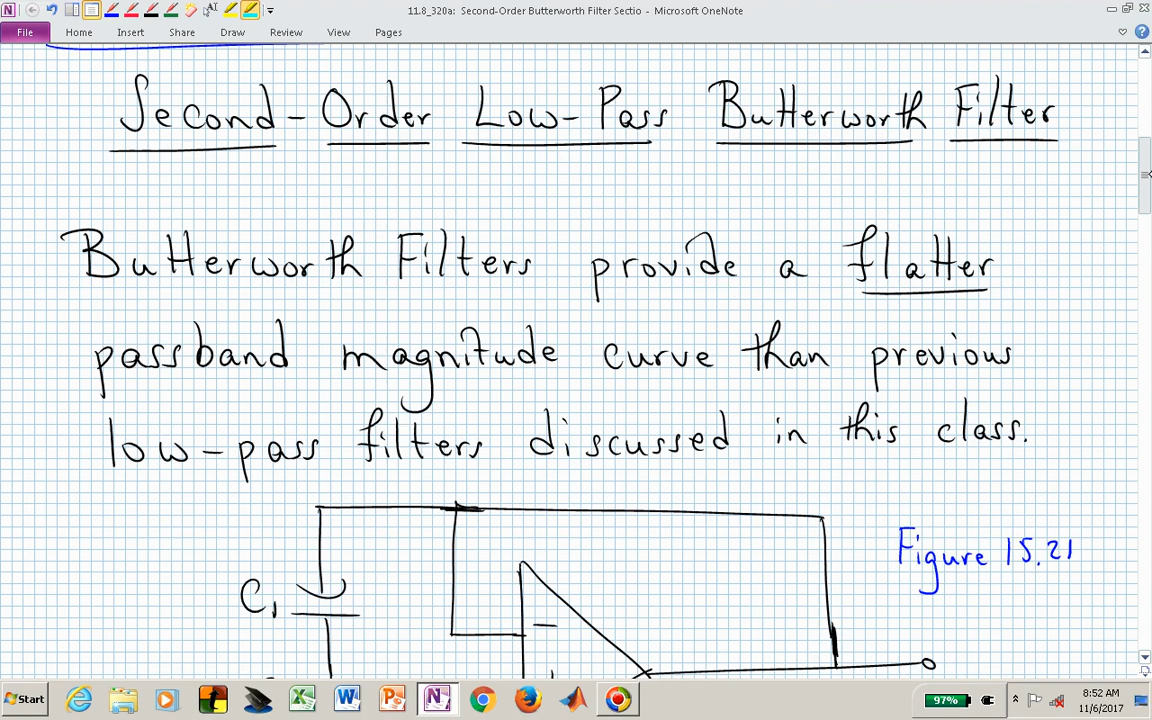 11.8_320a: Second-Order Butterworth Filter Sectio - Microsoft OneNote
File Home Insert Share Draw Review View Pages
Second-Order Low-Pass Butterworth Filter
Butterworth Filters provide a flatter
passband magnitude curve than previous
low-pass filters discussed in this class.
Figure 15.21
C1
−
Start
97%
8:52 AM
11/6/2017